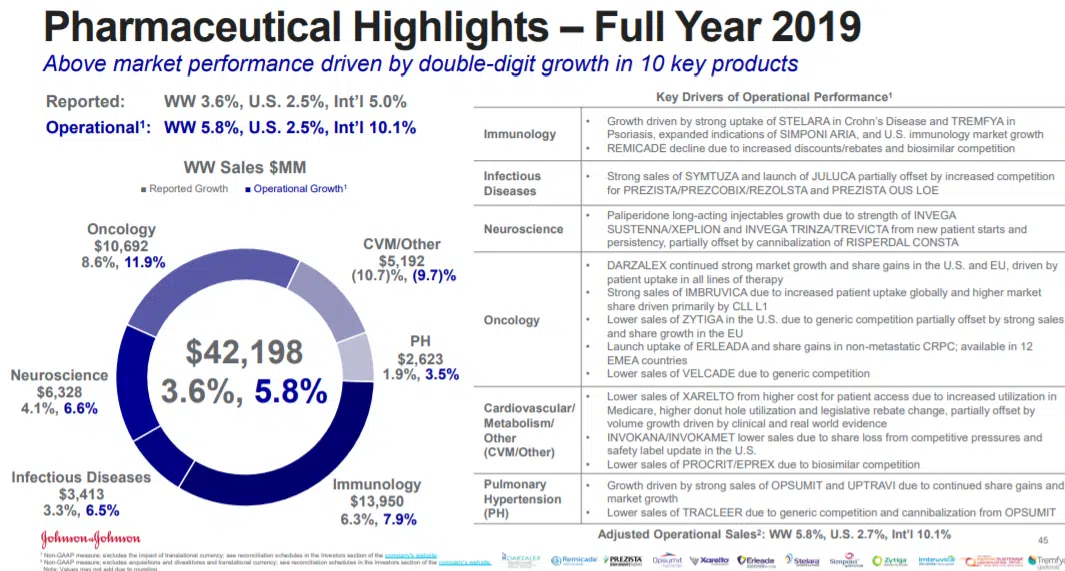 Pharmaceutical Highlights – Full Year 2019
Above market performance driven by double-digit growth in 10 key products
Reported: WW 3.6%, U.S. 2.5%, Int’l 5.0%
Operational¹: WW 5.8%, U.S. 2.5%, Int’l 10.1%
WW Sales $MM
■ Reported Growth ■ Operational Growth¹
Oncology
$10,692
8.6%, 11.9%
CVM/Other
$5,192
(10.7)%, (9.7)%
PH
$2,623
1.9%, 3.5%
$42,198
3.6%, 5.8%
Neuroscience
$6,328
4.1%, 6.6%
Infectious Diseases
$3,413
3.3%, 6.5%
Immunology
$13,950
6.3%, 7.9%
Key Drivers of Operational Performance¹
Immunology
• Growth driven by strong uptake of STELARA in Crohn’s Disease and TREMFYA in
Psoriasis, expanded indications of SIMPONI ARIA, and U.S. immunology market growth
• REMICADE decline due to increased discounts/rebates and biosimilar competition
Infectious
Diseases
• Strong sales of SYMTUZA and launch of JULUCA partially offset by increased competition
for PREZISTA/PREZCOBIX/REZOLSTA and PREZISTA OUS LOE
Neuroscience
• Paliperidone long-acting injectables growth due to strength of INVEGA
SUSTENNA/XEPLION and INVEGA TRINZA/TREVICTA from new patient starts and
persistency, partially offset by cannibalization of RISPERDAL CONSTA
Oncology
• DARZALEX continued strong market growth and share gains in the U.S. and EU, driven by
patient uptake in all lines of therapy
• Strong sales of IMBRUVICA due to increased patient uptake globally and higher market
share driven primarily by CLL L1
• Lower sales of ZYTIGA in the U.S. due to generic competition partially offset by strong sales
and share growth in the EU
• Launch uptake of ERLEADA and share gains in non-metastatic CRPC; available in 12
EMEA countries
• Lower sales of VELCADE due to generic competition
Cardiovascular/
Metabolism/
Other
(CVM/Other)
• Lower sales of XARELTO from higher cost for patient access due to increased utilization in
Medicare, higher donut hole utilization and legislative rebate change, partially offset by
volume growth driven by clinical and real world evidence
• INVOKANA/INVOKAMET lower sales due to share loss from competitive pressures and
safety label update in the U.S.
• Lower sales of PROCRIT/EPREX due to biosimilar competition
Pulmonary
Hypertension
(PH)
• Growth driven by strong sales of OPSUMIT and UPTRAVI due to continued share gains and
market growth
• Lower sales of TRACLEER due to generic competition and cannibalization from OPSUMIT
Adjusted Operational Sales²: WW 5.8%, U.S. 2.7%, Int’l 10.1%
45
Johnson & Johnson
¹ Non-GAAP measure; excludes the impact of translational currency; see reconciliation schedules in the Investors section of the company’s website
² Non-GAAP measure; excludes acquisitions and divestitures and translational currency; see reconciliation schedules in the Investors section of the company’s website.
Note: Values may not add due to rounding
DARZALEX Remicade PREZISTA Opsumit Xarelto Erleada Stelara Simponi Zytiga imbruvica Tremfya